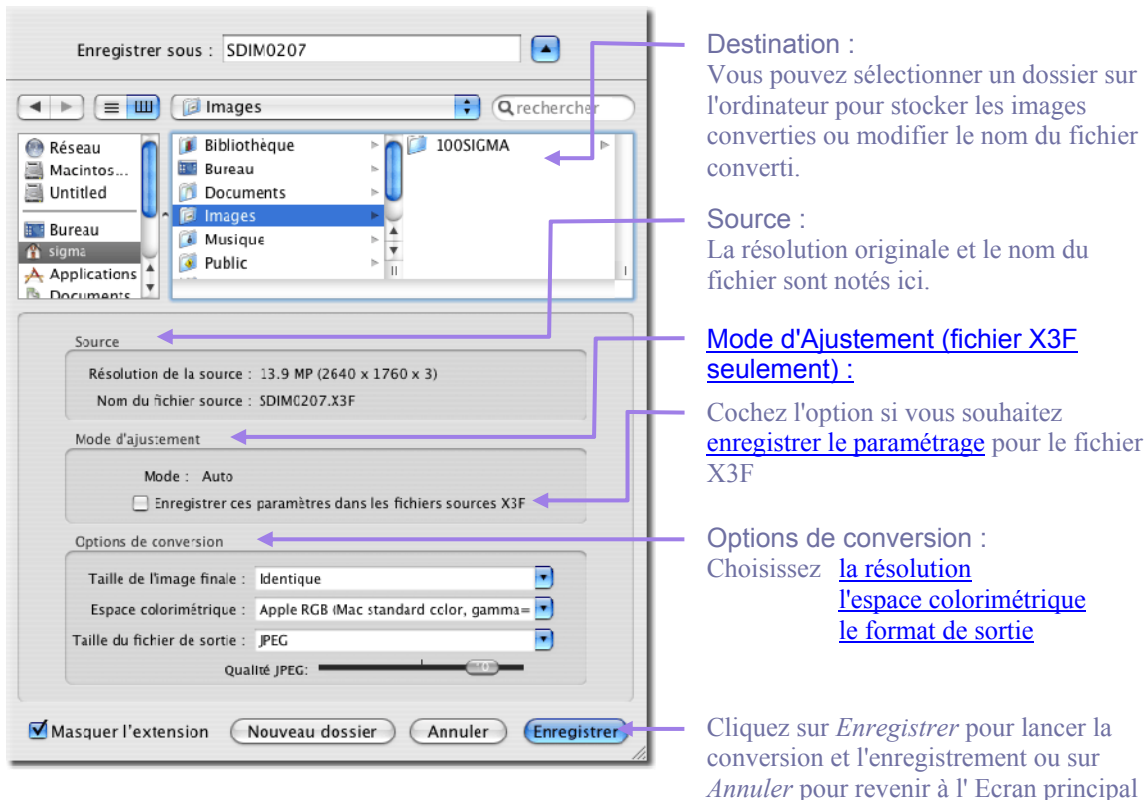 Enregistrer sous : SDIM0207
Images
rechercher
Réseau
Macintos...
Untitled
Bureau
sigma
Applications
Documents
Bibliothèque
Bureau
Documents
Images
Musique
Public
100SIGMA
Source
Résolution de la source : 13.9 MP (2640 x 1760 x 3)
Nom du fichier source : SDIM0207.X3F
Mode d'ajustement
Mode : Auto
Enregistrer ces paramètres dans les fichiers sources X3F
Options de conversion
Taille de l'image finale : Identique
Espace colorimétrique : Apple RGB (Mac standard color, gamma=
Taille du fichier de sortie : JPEG
Qualité JPEG: 10
Masquer l'extension
Nouveau dossier
Annuler
Enregistrer
Destination :
Vous pouvez sélectionner un dossier sur
l'ordinateur pour stocker les images
converties ou modifier le nom du fichier
converti.
Source :
La résolution originale et le nom du
fichier sont notés ici.
Mode d'Ajustement (fichier X3F
seulement) :
Cochez l'option si vous souhaitez
enregistrer le paramétrage pour le fichier
X3F
Options de conversion :
Choisissez la résolution
l'espace colorimétrique
le format de sortie
Cliquez sur Enregistrer pour lancer la
conversion et l'enregistrement ou sur
Annuler pour revenir à l' Ecran principal